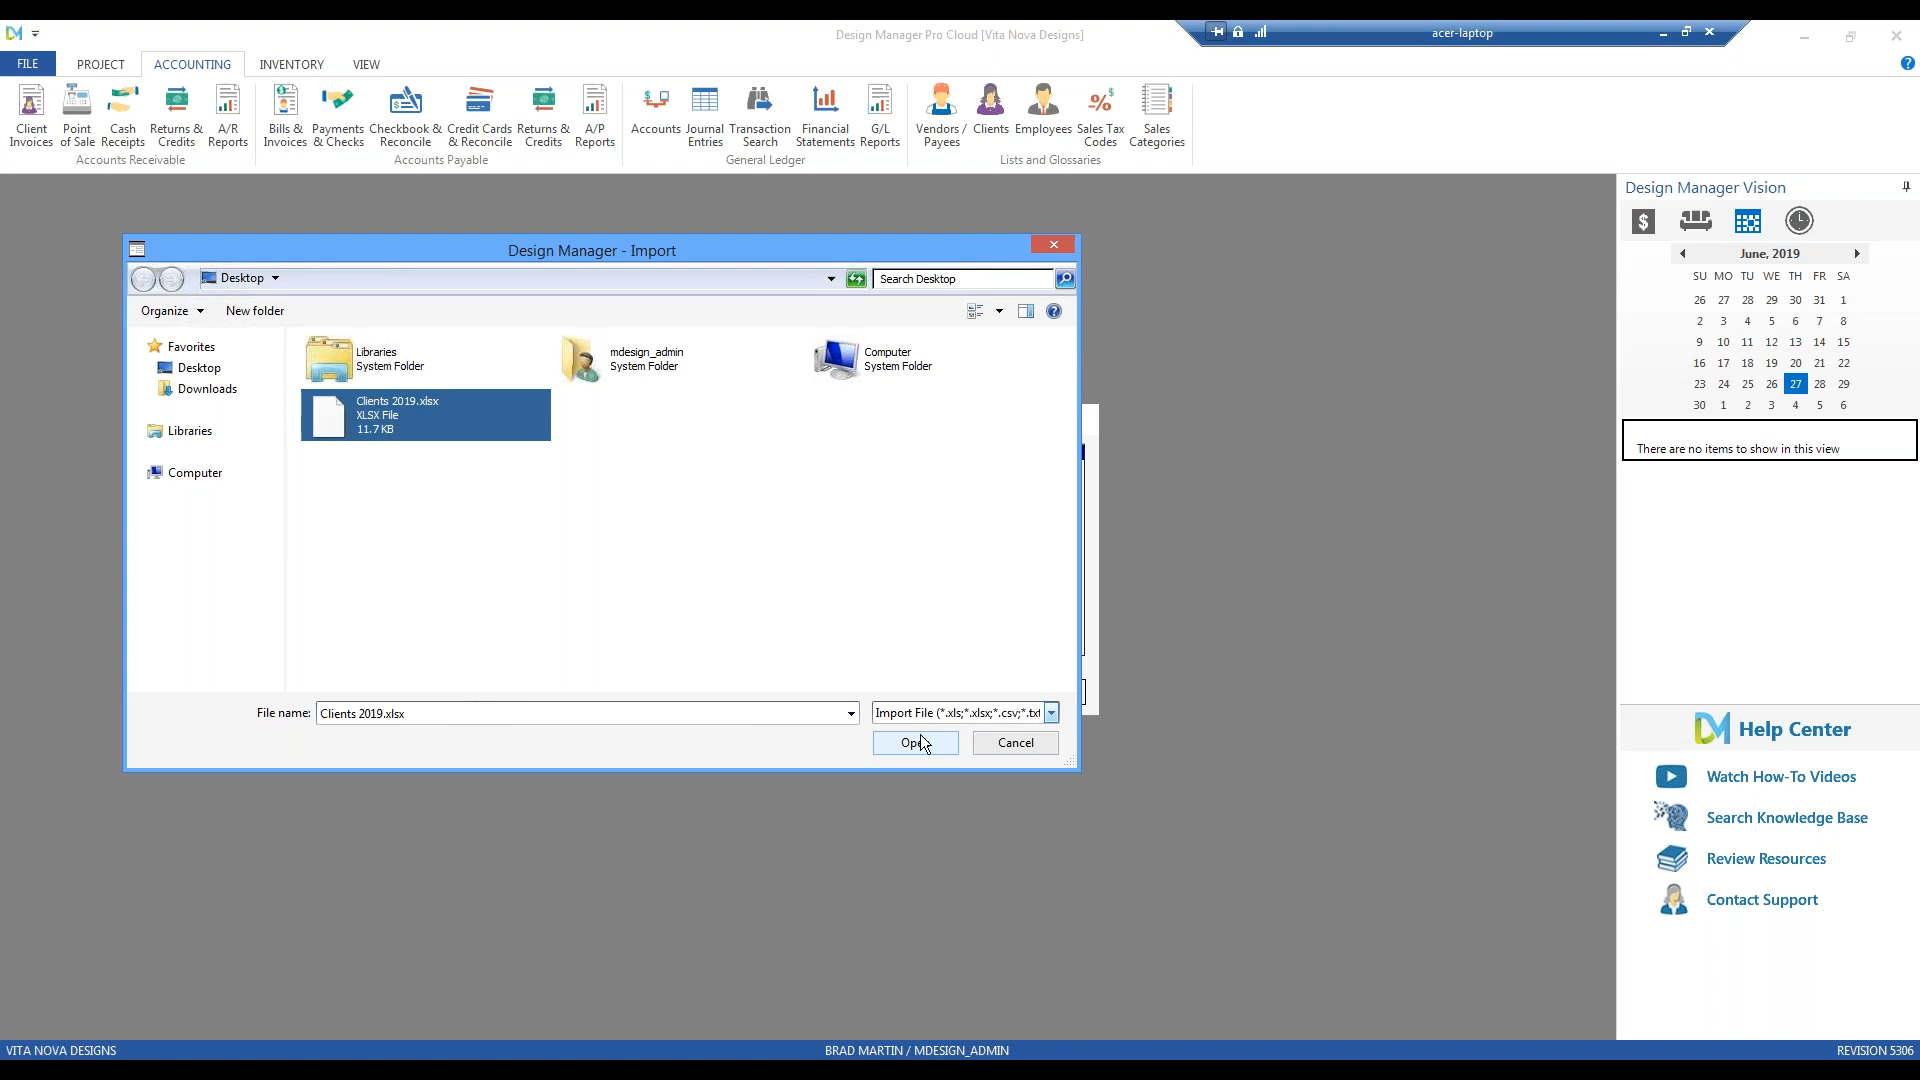 Design Manager Pro Cloud [Vita Nova Designs]
acer-laptop
FILE PROJECT ACCOUNTING INVENTORY VIEW
Client Invoices
Point of Sale
Cash Receipts
Returns & Credits
A/R Reports
Accounts Receivable
Bills & Invoices
Payments & Checks
Checkbook & Reconcile
Credit Cards & Reconcile
Returns & Credits
A/P Reports
Accounts Payable
Accounts
Journal Entries
Transaction Search
Financial Statements
G/L Reports
General Ledger
Vendors / Payees
Clients
Employees
Sales Tax Codes
Sales Categories
Lists and Glossaries
Design Manager - Import
Desktop
Search Desktop
Organize
New folder
Favorites
Desktop
Downloads
Libraries
Computer
Libraries
System Folder
mdesign_admin
System Folder
Computer
System Folder
Clients 2019.xlsx
XLSX File
11.7 KB
File name: Clients 2019.xlsx
Import File (*.xls;*.xlsx;*.csv;*.txt
Cancel
Design Manager Vision
June, 2019
SU MO TU WE TH FR SA
26 27 28 29 30 31 1
2 3 4 5 6 7 8
9 10 11 12 13 14 15
16 17 18 19 20 21 22
23 24 25 26 27 28 29
30 1 2 3 4 5 6
There are no items to show in this view
DM Help Center
Watch How-To Videos
Search Knowledge Base
Review Resources
Contact Support
VITA NOVA DESIGNS
BRAD MARTIN / MDESIGN_ADMIN
REVISION 5306